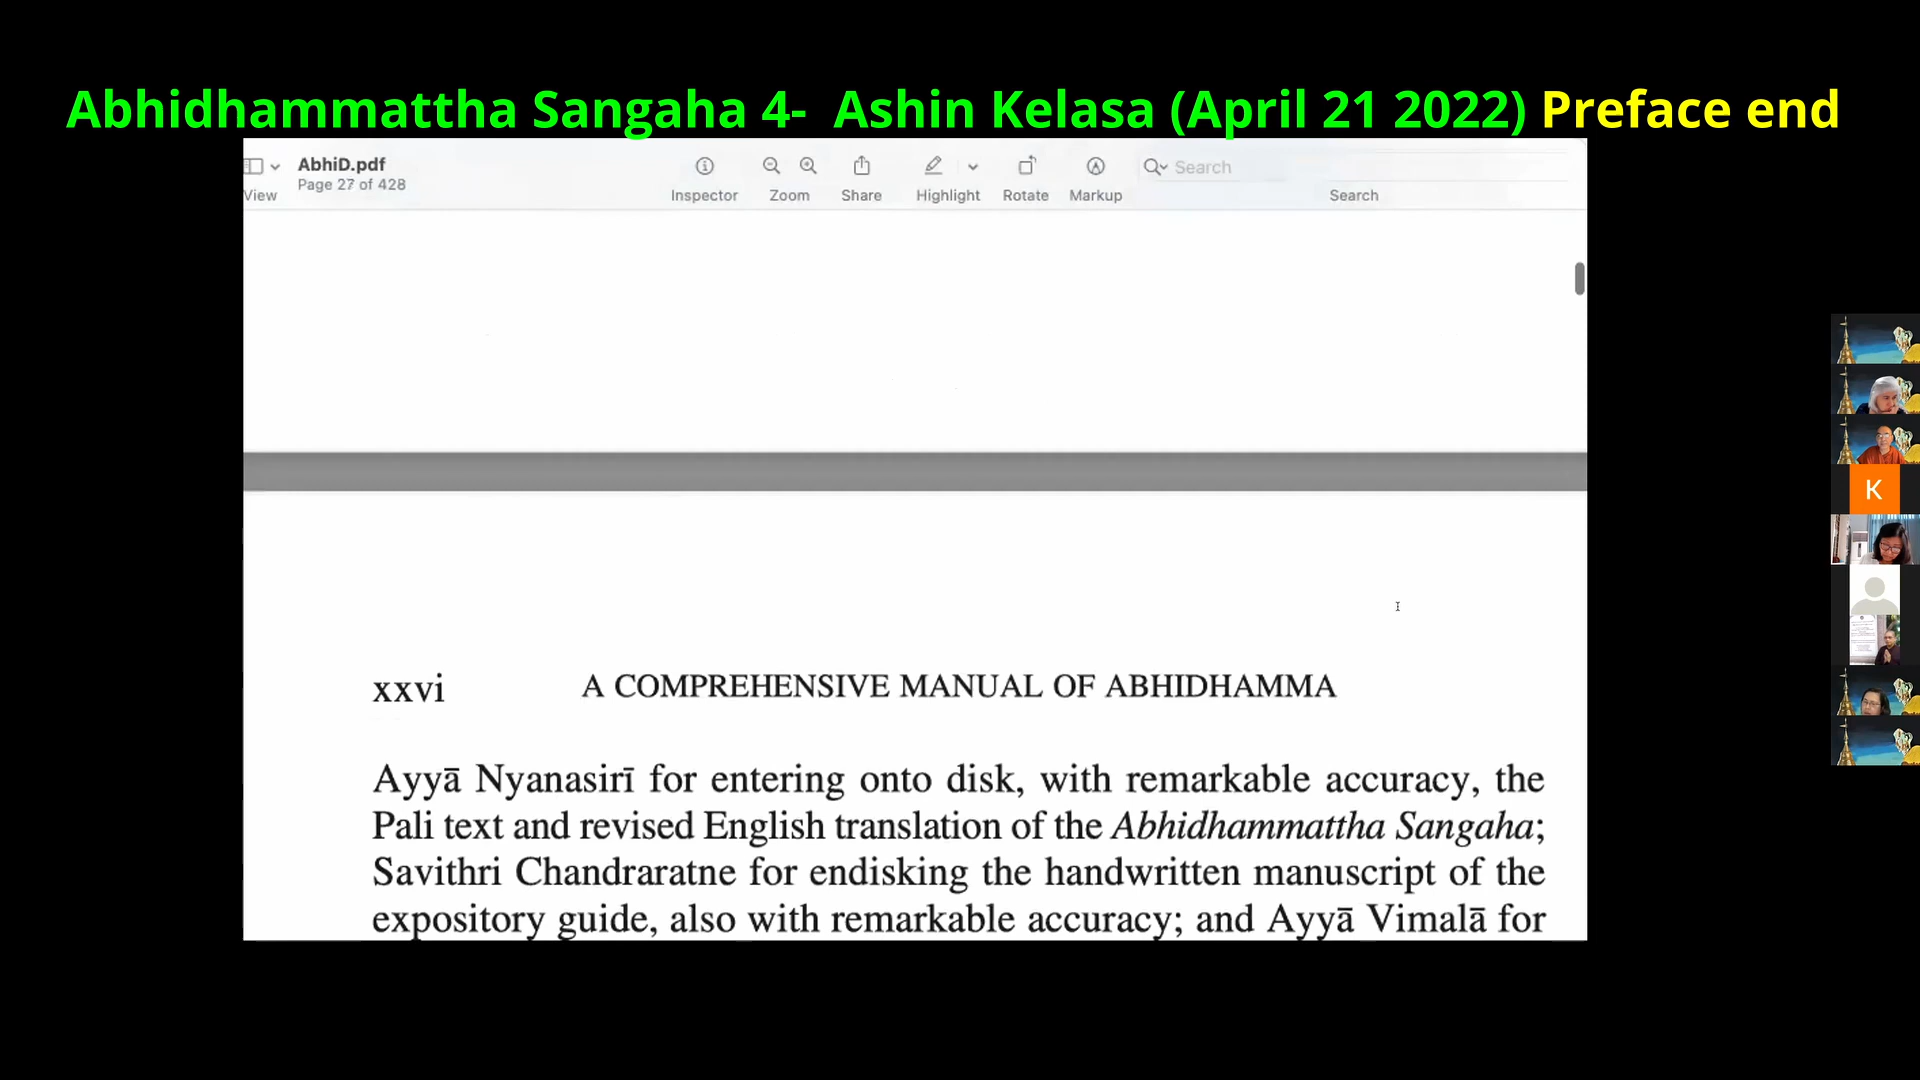 Abhidhammattha Sangaha 4- Ashin Kelasa (April 21 2022) Preface end
AbhiD.pdf
Page 27 of 428
View
Inspector
Zoom
Share
Highlight
Rotate
Markup
Search
Search
K
xxvi A COMPREHENSIVE MANUAL OF ABHIDHAMMA
Ayyā Nyanasirī for entering onto disk, with remarkable accuracy, the
Pali text and revised English translation of the Abhidhammattha Sangaha;
Savithri Chandraratne for endisking the handwritten manuscript of the
expository guide, also with remarkable accuracy; and Ayyā Vimalā for